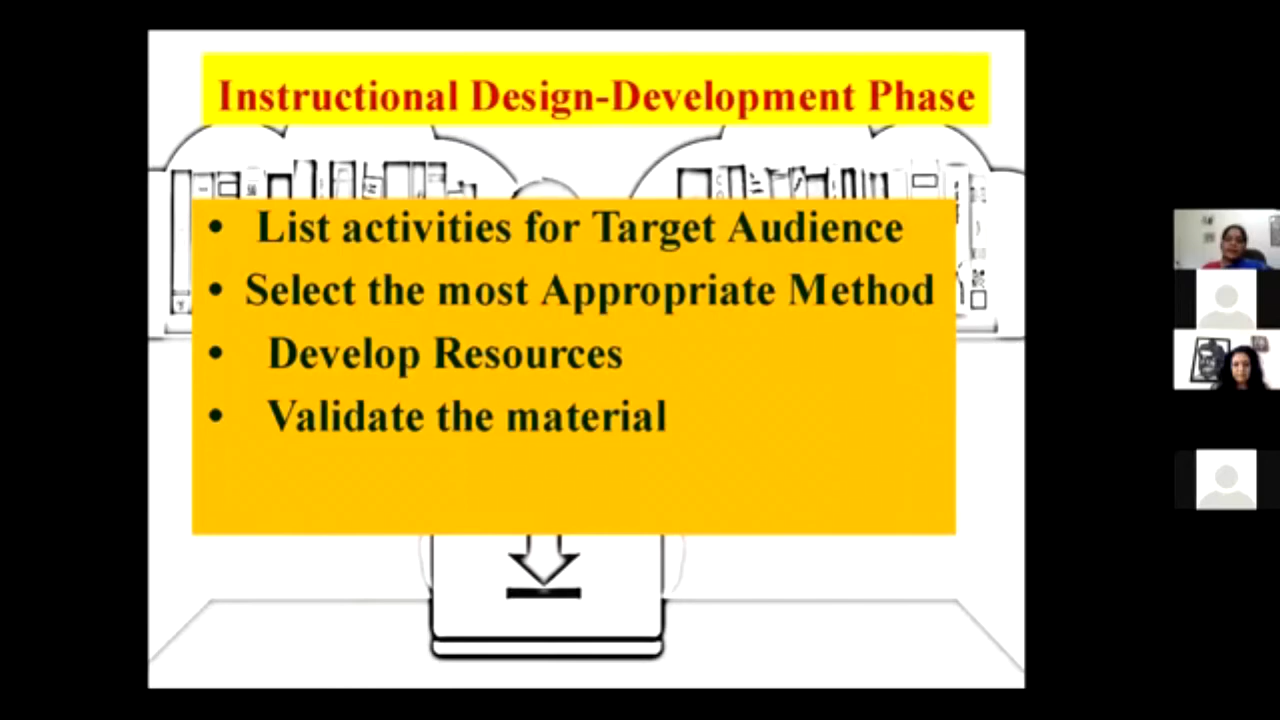 Instructional Design-Development Phase
• List activities for Target Audience
• Select the most Appropriate Method
• Develop Resources
• Validate the material